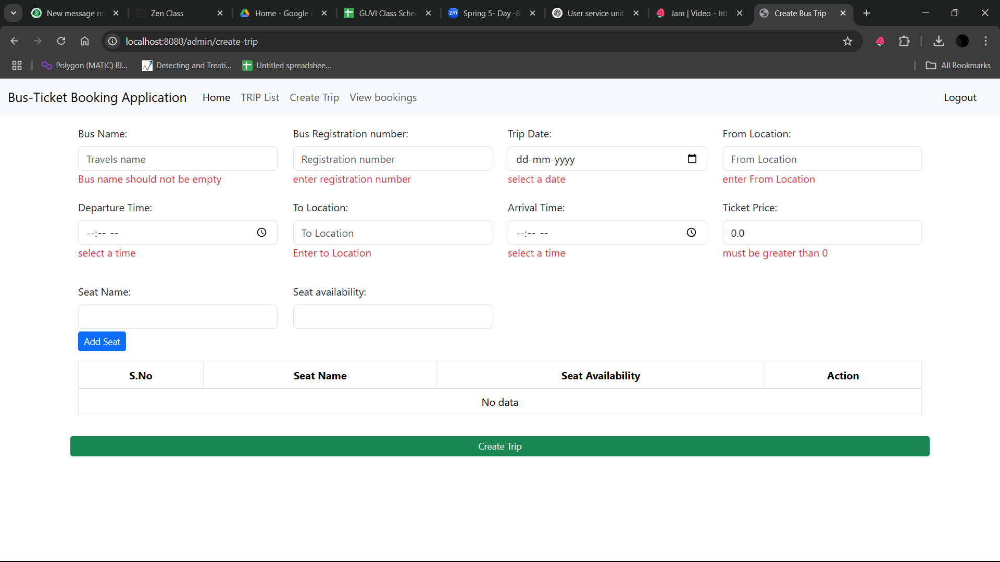 New message re
Zen Class
Home - Google
GUVI Class Sche
zm Spring 5- Day -8
User service unit
Jam | Video - htt
Create Bus Trip
localhost:8080/admin/create-trip
Polygon (MATIC) Bl...
Detecting and Treati...
Untitled spreadshee...
All Bookmarks
Bus-Ticket Booking Application Home TRIP List Create Trip View bookings Logout
Bus Name: Bus Registration number: Trip Date: From Location:
Travels name Registration number dd-mm-yyyy From Location
Bus name should not be empty enter registration number select a date enter From Location
Departure Time: To Location: Arrival Time: Ticket Price:
--:-- -- To Location --:-- -- 0.0
select a time Enter to Location select a time must be greater than 0
Seat Name: Seat availability:
Add Seat
S.No Seat Name Seat Availability Action
No data
Create Trip